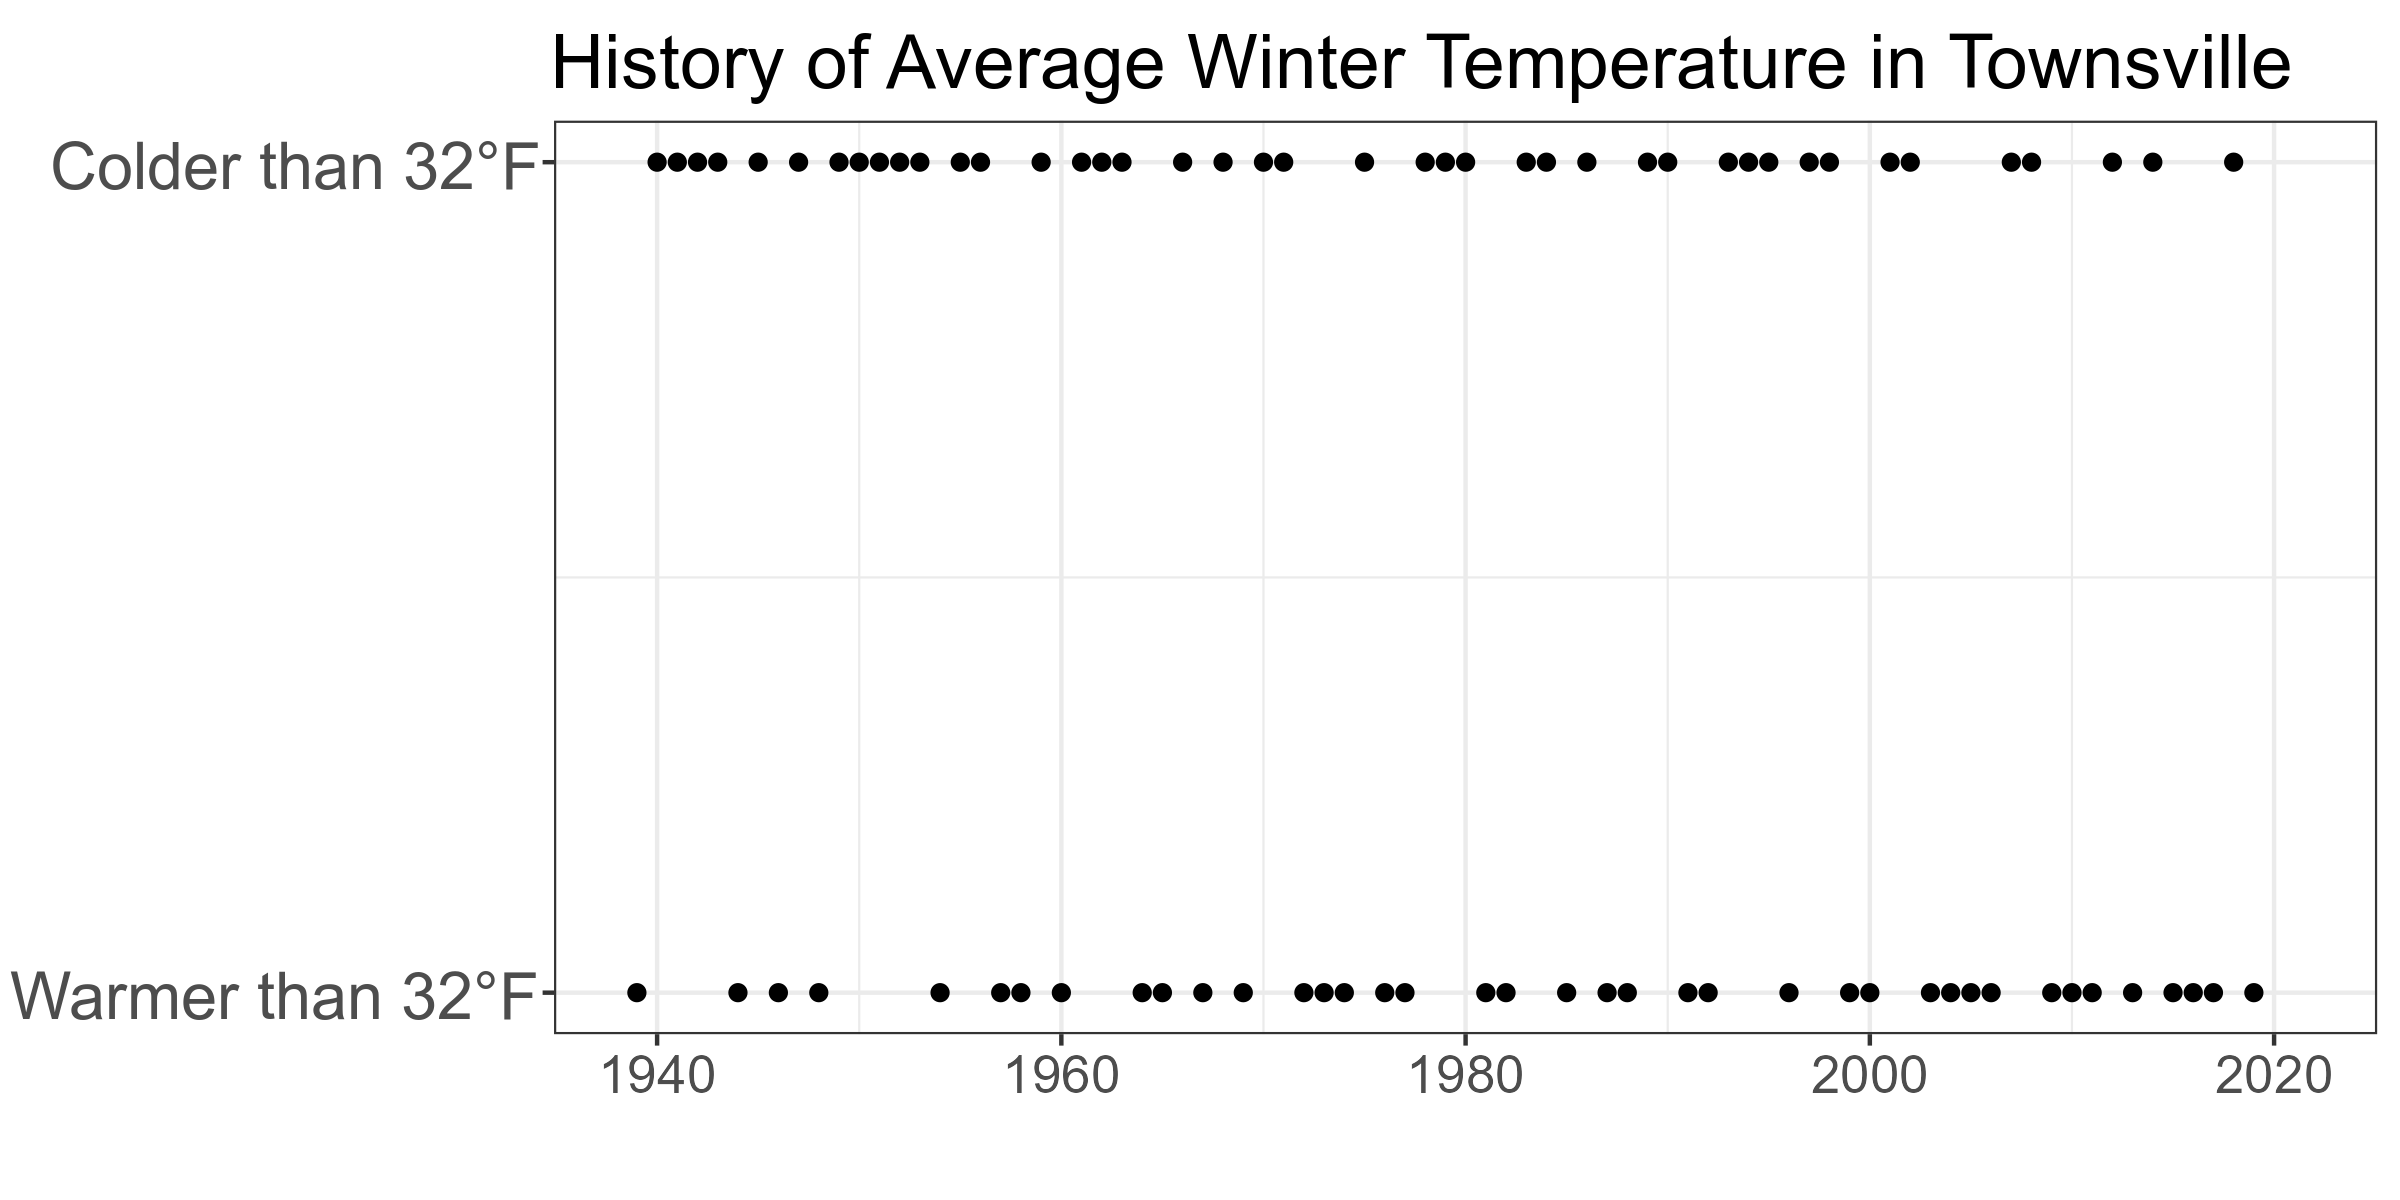 History of Average Winter Temperature in Townsville
Colder than 32°F
Warmer than 32°F
1940 1960 1980 2000 2020